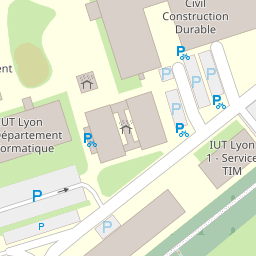 Civil
Construction
Durable
ent
IUT Lyon
Département
ormatique
IUT Lyon
1 - Service
TIM
P
P
P
P
P
P
P
P